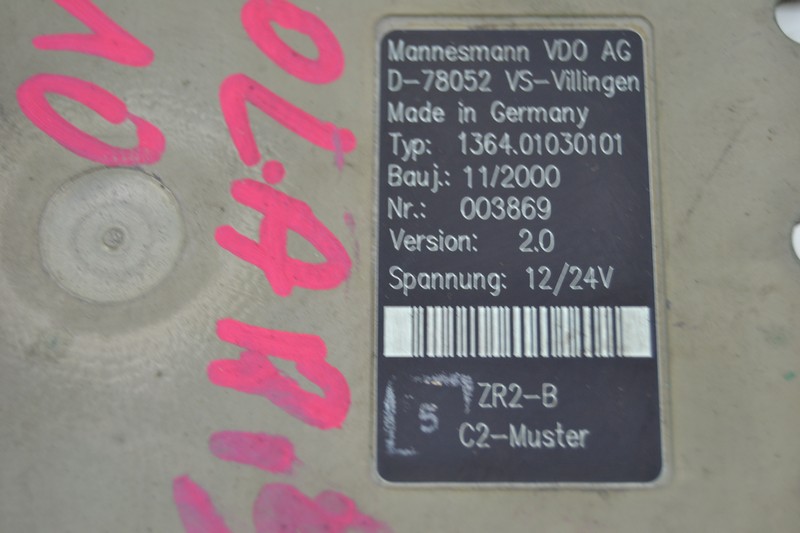 Mannesmann VDO AG
D-78052 VS-Villingen
Made in Germany
Typ: 1364.01030101
Bauj.: 11/2000
Nr.: 003869
Version: 2.0
Spannung: 12/24V
ZR2-B
5
C2-Muster